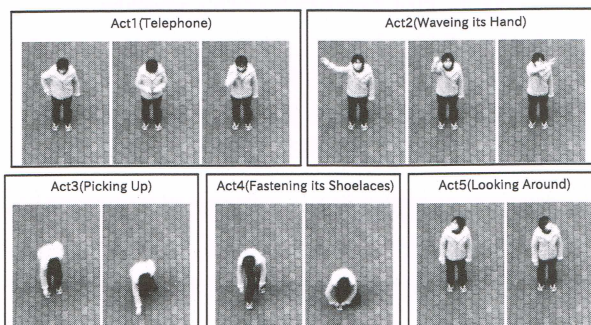 Act1(Telephone)
Act2(Waveing its Hand)
Act3(Picking Up)
Act4(Fastening its Shoelaces)
Act5(Looking Around)